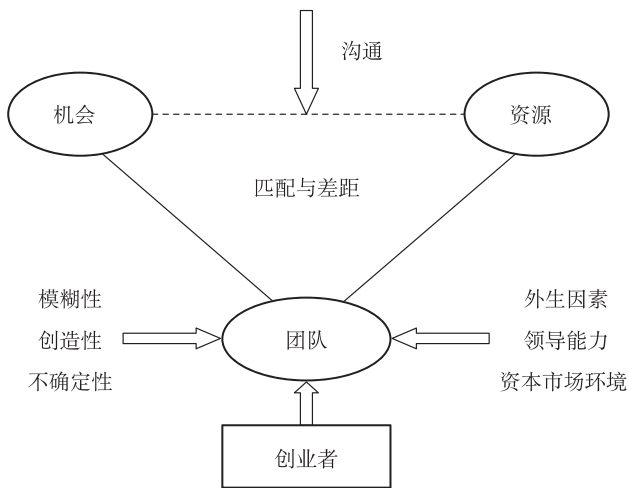 沟通
机会
资源
匹配与差距
模糊性
创造性
不确定性
团队
外生因素
领导能力
资本市场环境
创业者